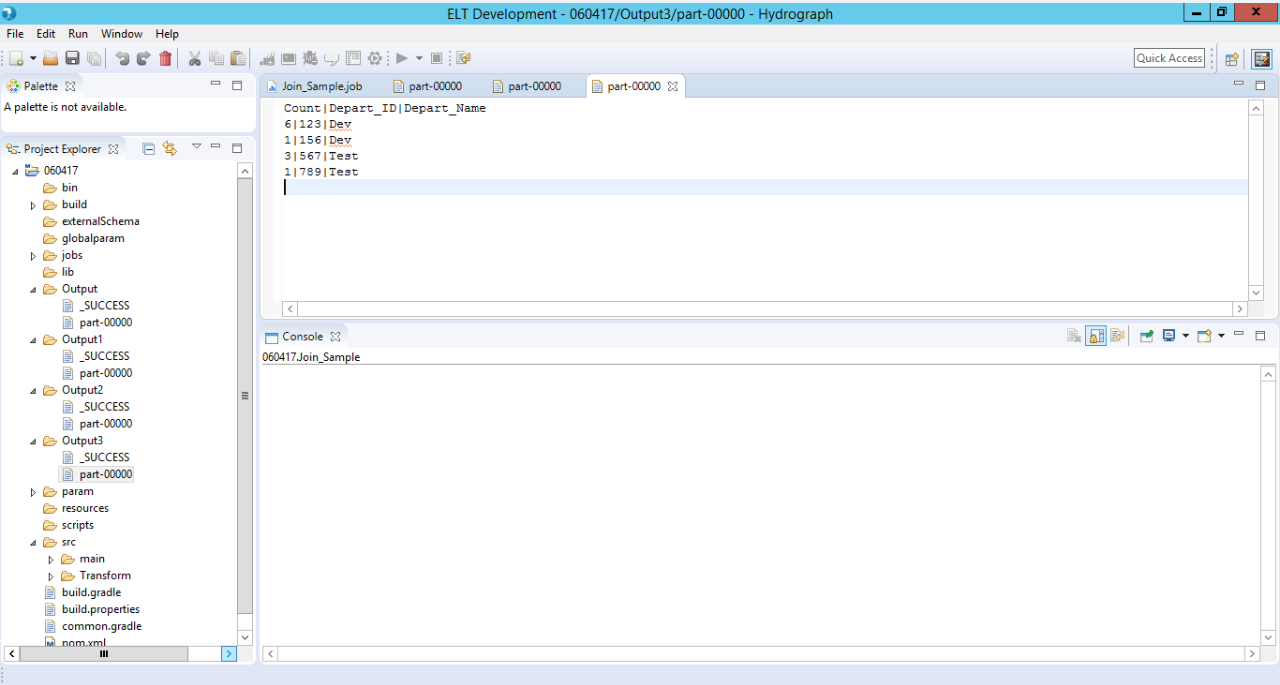 ELT Development - 060417/Output3/part-00000 - Hydrograph
File Edit Run Window Help
Quick Access
Palette
A palette is not available.
Project Explorer
060417
bin
build
externalSchema
globalparam
jobs
lib
Output
_SUCCESS
part-00000
Output1
_SUCCESS
part-00000
Output2
_SUCCESS
part-00000
Output3
_SUCCESS
part-00000
param
resources
scripts
src
main
Transform
build.gradle
build.properties
common.gradle
pom.xml
Join_Sample.job part-00000 part-00000 part-00000
Count|Depart_ID|Depart_Name
6|123|Dev
1|156|Dev
3|567|Test
1|789|Test
Console
060417.Join_Sample